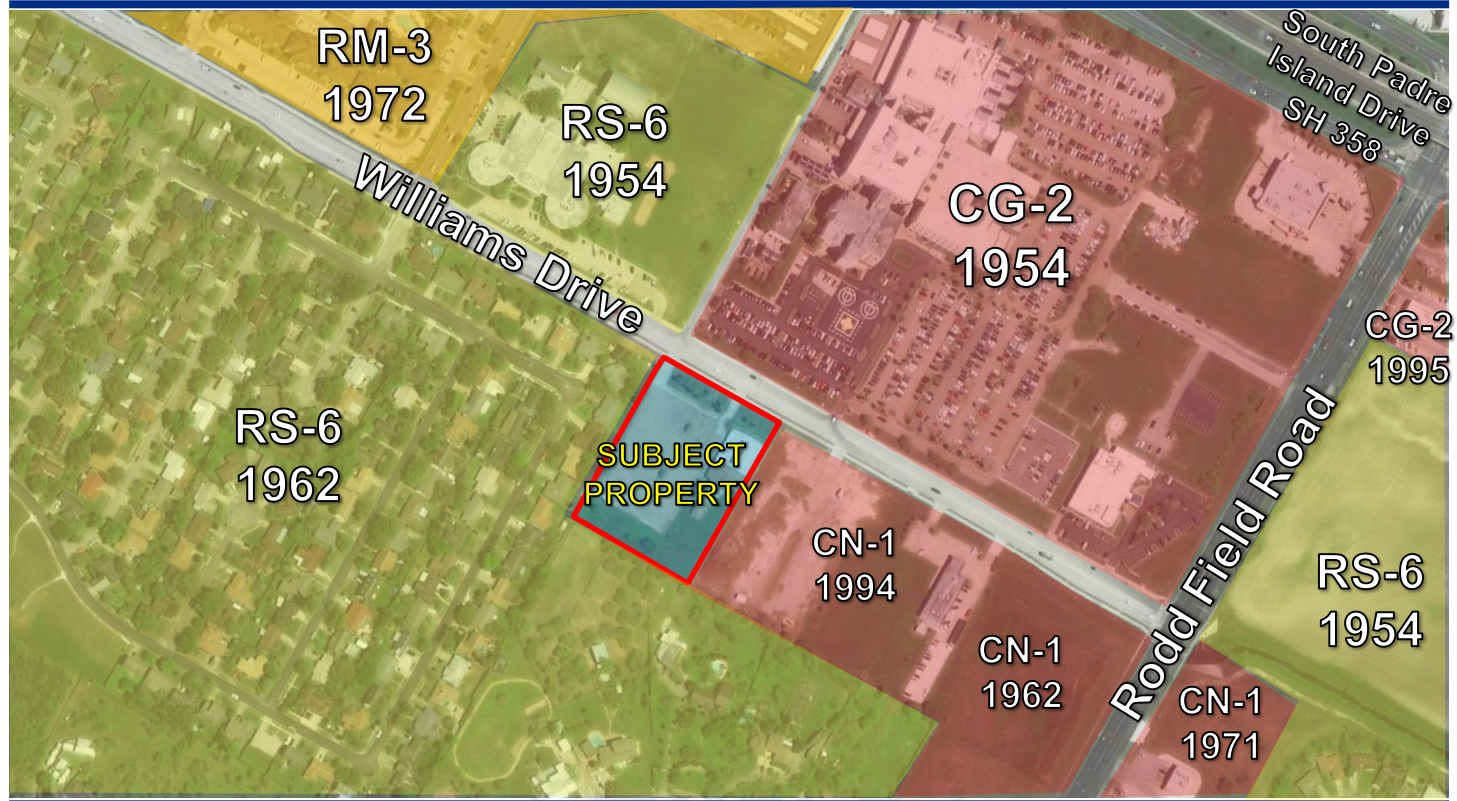 RM-3
1972
RS-6
1954
South Padre
Island Drive
SH 358
Williams Drive
CG-2
1954
CG-2
1995
RS-6
1962
SUBJECT
PROPERTY
CN-1
1994
Rodd Field Road
RS-6
1954
CN-1
1962
CN-1
1971